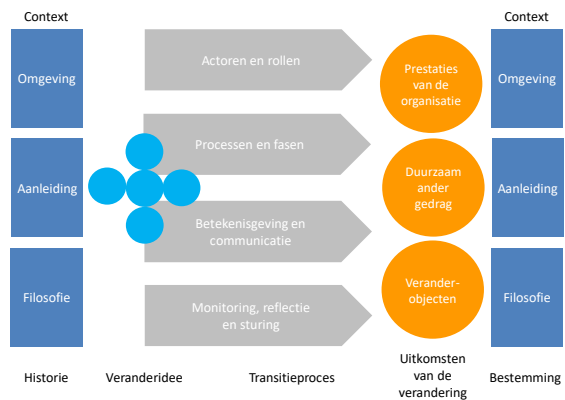 Context
Context
Omgeving
Actoren en rollen
Prestaties
van de
organisatie
Omgeving
Aanleiding
Processen en fasen
Duurzaam
ander
gedrag
Aanleiding
Betekenisgeving en
communicatie
Filosofie
Monitoring, reflectie
en sturing
Verander-
objecten
Filosofie
Historie
Veranderidee
Transitieproces
Uitkomsten
van de
verandering
Bestemming